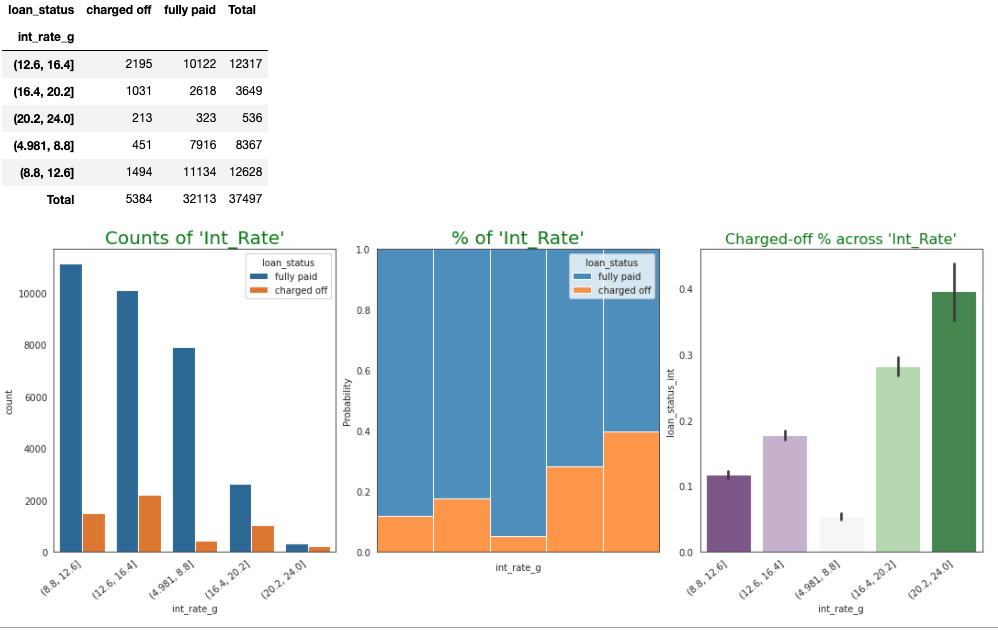 loan_status charged off fully paid Total
int_rate_g
(12.6, 16.4] 2195 10122 12317
(16.4, 20.2] 1031 2618 3649
(20.2, 24.0] 213 323 536
(4.981, 8.8] 451 7916 8367
(8.8, 12.6] 1494 11134 12628
Total 5384 32113 37497
Counts of 'Int_Rate'
loan_status
fully paid
charged off
count
10000
8000
6000
4000
2000
0
(8.8, 12.6]
(12.6, 16.4]
(4.981, 8.8]
(16.4, 20.2]
(20.2, 24.0]
int_rate_g
% of 'Int_Rate'
loan_status
fully paid
charged off
Probability
1.0
0.8
0.6
0.4
0.2
0.0
int_rate_g
Charged-off % across 'Int_Rate'
loan_status_int
0.4
0.3
0.2
0.1
0.0
(8.8, 12.6]
(12.6, 16.4]
(4.981, 8.8]
(16.4, 20.2]
(20.2, 24.0]
int_rate_g